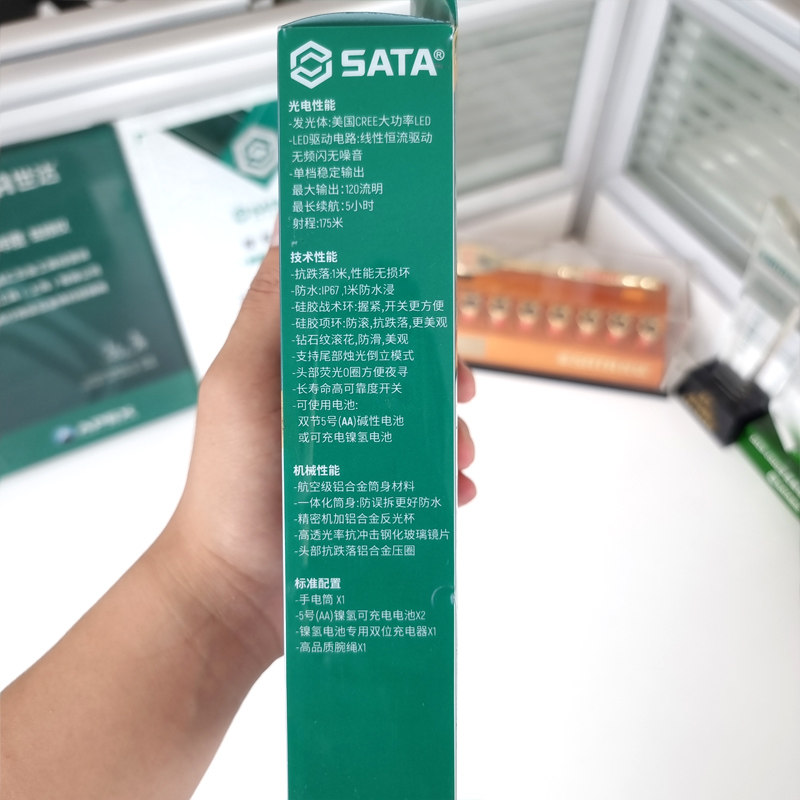 SATA®
光电性能
-发光体:美国CREE大功率LED
-LED驱动电路:线性恒流驱动
无频闪无噪音
-单档稳定输出
最大输出:120流明
最长续航:5小时
射程:175米
技术性能
-抗跌落:1米,性能无损坏
-防水:IP67,1米防水浸
-硅胶战术环:握紧,开关更方便
-硅胶项环:防滚,抗跌落,更美观
-钻石纹滚花,防滑,美观
-支持尾部烛光倒立模式
-头部荧光O圈方便夜寻
-长寿命高可靠度开关
-可使用电池:
双节5号(AA)碱性电池
或可充电镍氢电池
机械性能
-航空级铝合金筒身材料
-一体化筒身:防误拆更好防水
-精密机加铝合金反光杯
-高透光率抗冲击钢化玻璃镜片
-头部抗跌落铝合金压圈
标准配置
-手电筒 X1
-5号(AA)镍氢可充电电池X2
-镍氢电池专用双位充电器X1
-高品质腕绳X1